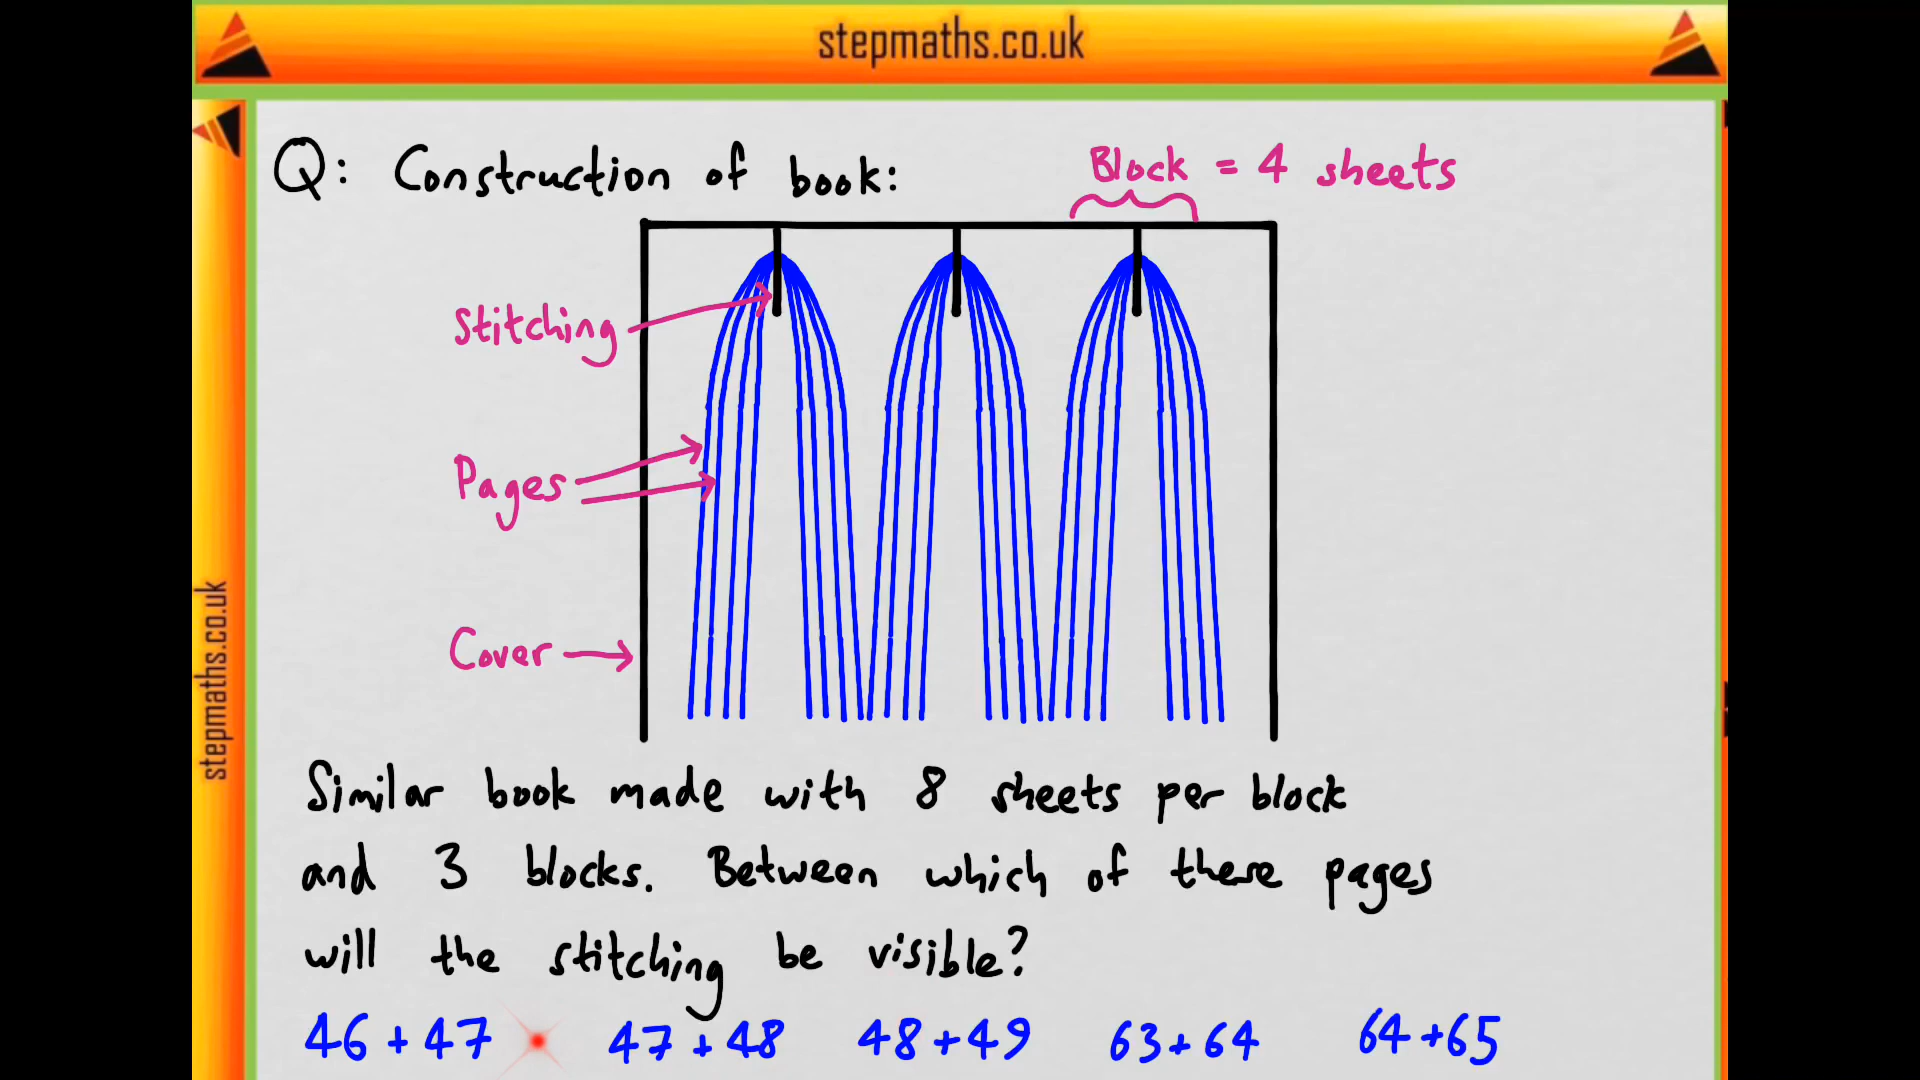 stepmaths.co.uk
stepmaths.co.uk
Q: Construction of book:
Block = 4 sheets
Stitching
Pages
Cover
Similar book made with 8 sheets per block
and 3 blocks. Between which of these pages
will the stitching be visible?
46 + 47 47 + 48 48 + 49 63 + 64 64 + 65